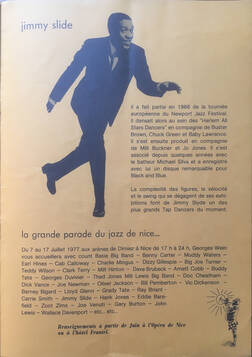 jimmy slide
Il a fait partie en 1966 de la tournée
européenne du Newport Jazz Festival,
Il dansait alors au sein des "Harlem All
Stars Dancers" en compagnie de Buster
Brown, Chuck Green et Baby Lawrence.
Il s'est ensuite produit en compagnie
de Milt Buckner et Jo Jones. Il s'est
associé depuis quelques années avec
le batteur Michael Silva et a enregistré
avec lui un disque remarquable pour
Black and Blue.
La complexité des figures, la vélocité
et le swing qui se dégagent de ses exhi-
bitions font de Jimmy Slyde un des
plus grands Tap Dancers du moment.
la grande parade du jazz de nice...
Du 7 au 17 Juillet 1977 aux arènes de Cimiez à Nice de 17 h à 24 h, Georges Wein
vous accueillera avec count Basie Big Band - Benny Carter - Muddy Waters -
Earl Hines - Cab Calloway - Charlie Mingus - Dizzy Gillespie - Big Joe Turner -
Teddy Wilson - Clark Terry - Milt Hinton - Dave Brubeck - Arnett Cobb - Buddy
Tate - Georges Duvivier - Thad Jones Mel Lewis Big Band - Doc Cheatham -
Dick Vance - Joe Newman - Oliver Jackson - Bill Pemberton - Vic Dickenson -
Barney Bigard - Lloyd Glenn - Grady Tate - Ray Briant -
Carrie Smith - Jimmy Slide - Hank Jones - Eddie Bare-
field - Zoot Zims - Joe Venuti - Gary Burton - John
Lewis - Wallace Davenport - etc... etc...
Renseignements à partir de Juin à l'opéra de Nice
ou à l'hôtel Frantel.